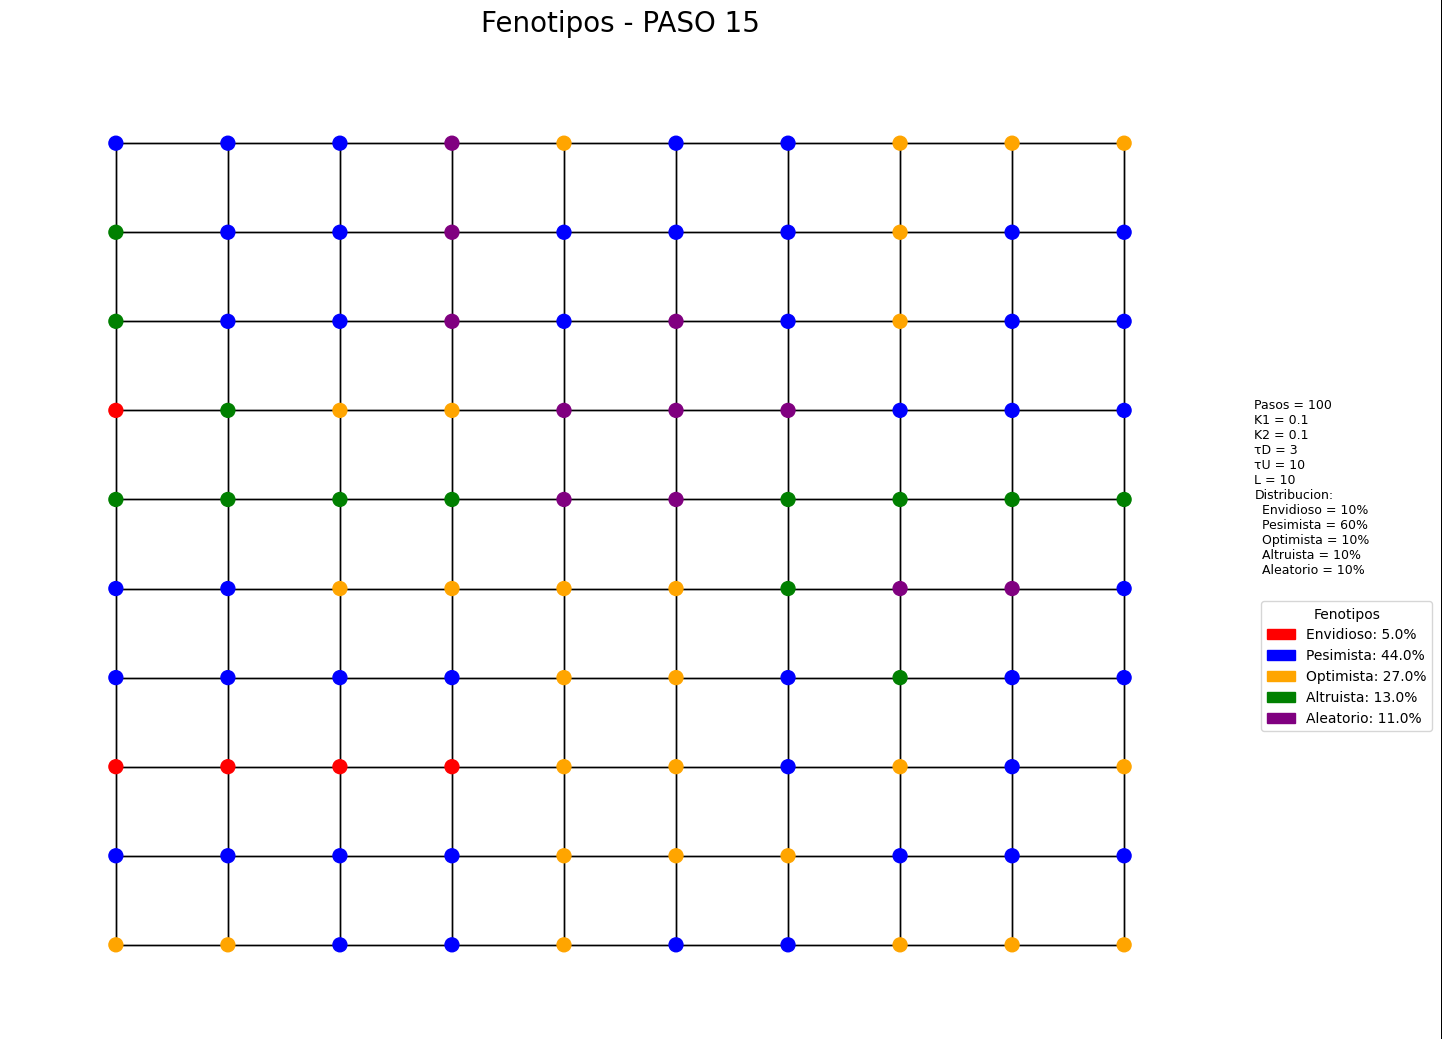 Fenotipos - PASO 15
Pasos = 100
K1 = 0.1
K2 = 0.1
τD = 3
τU = 10
L = 10
Distribucion:
Envidioso = 10%
Pesimista = 60%
Optimista = 10%
Altruista = 10%
Aleatorio = 10%
Fenotipos
Envidioso: 5.0%
Pesimista: 44.0%
Optimista: 27.0%
Altruista: 13.0%
Aleatorio: 11.0%